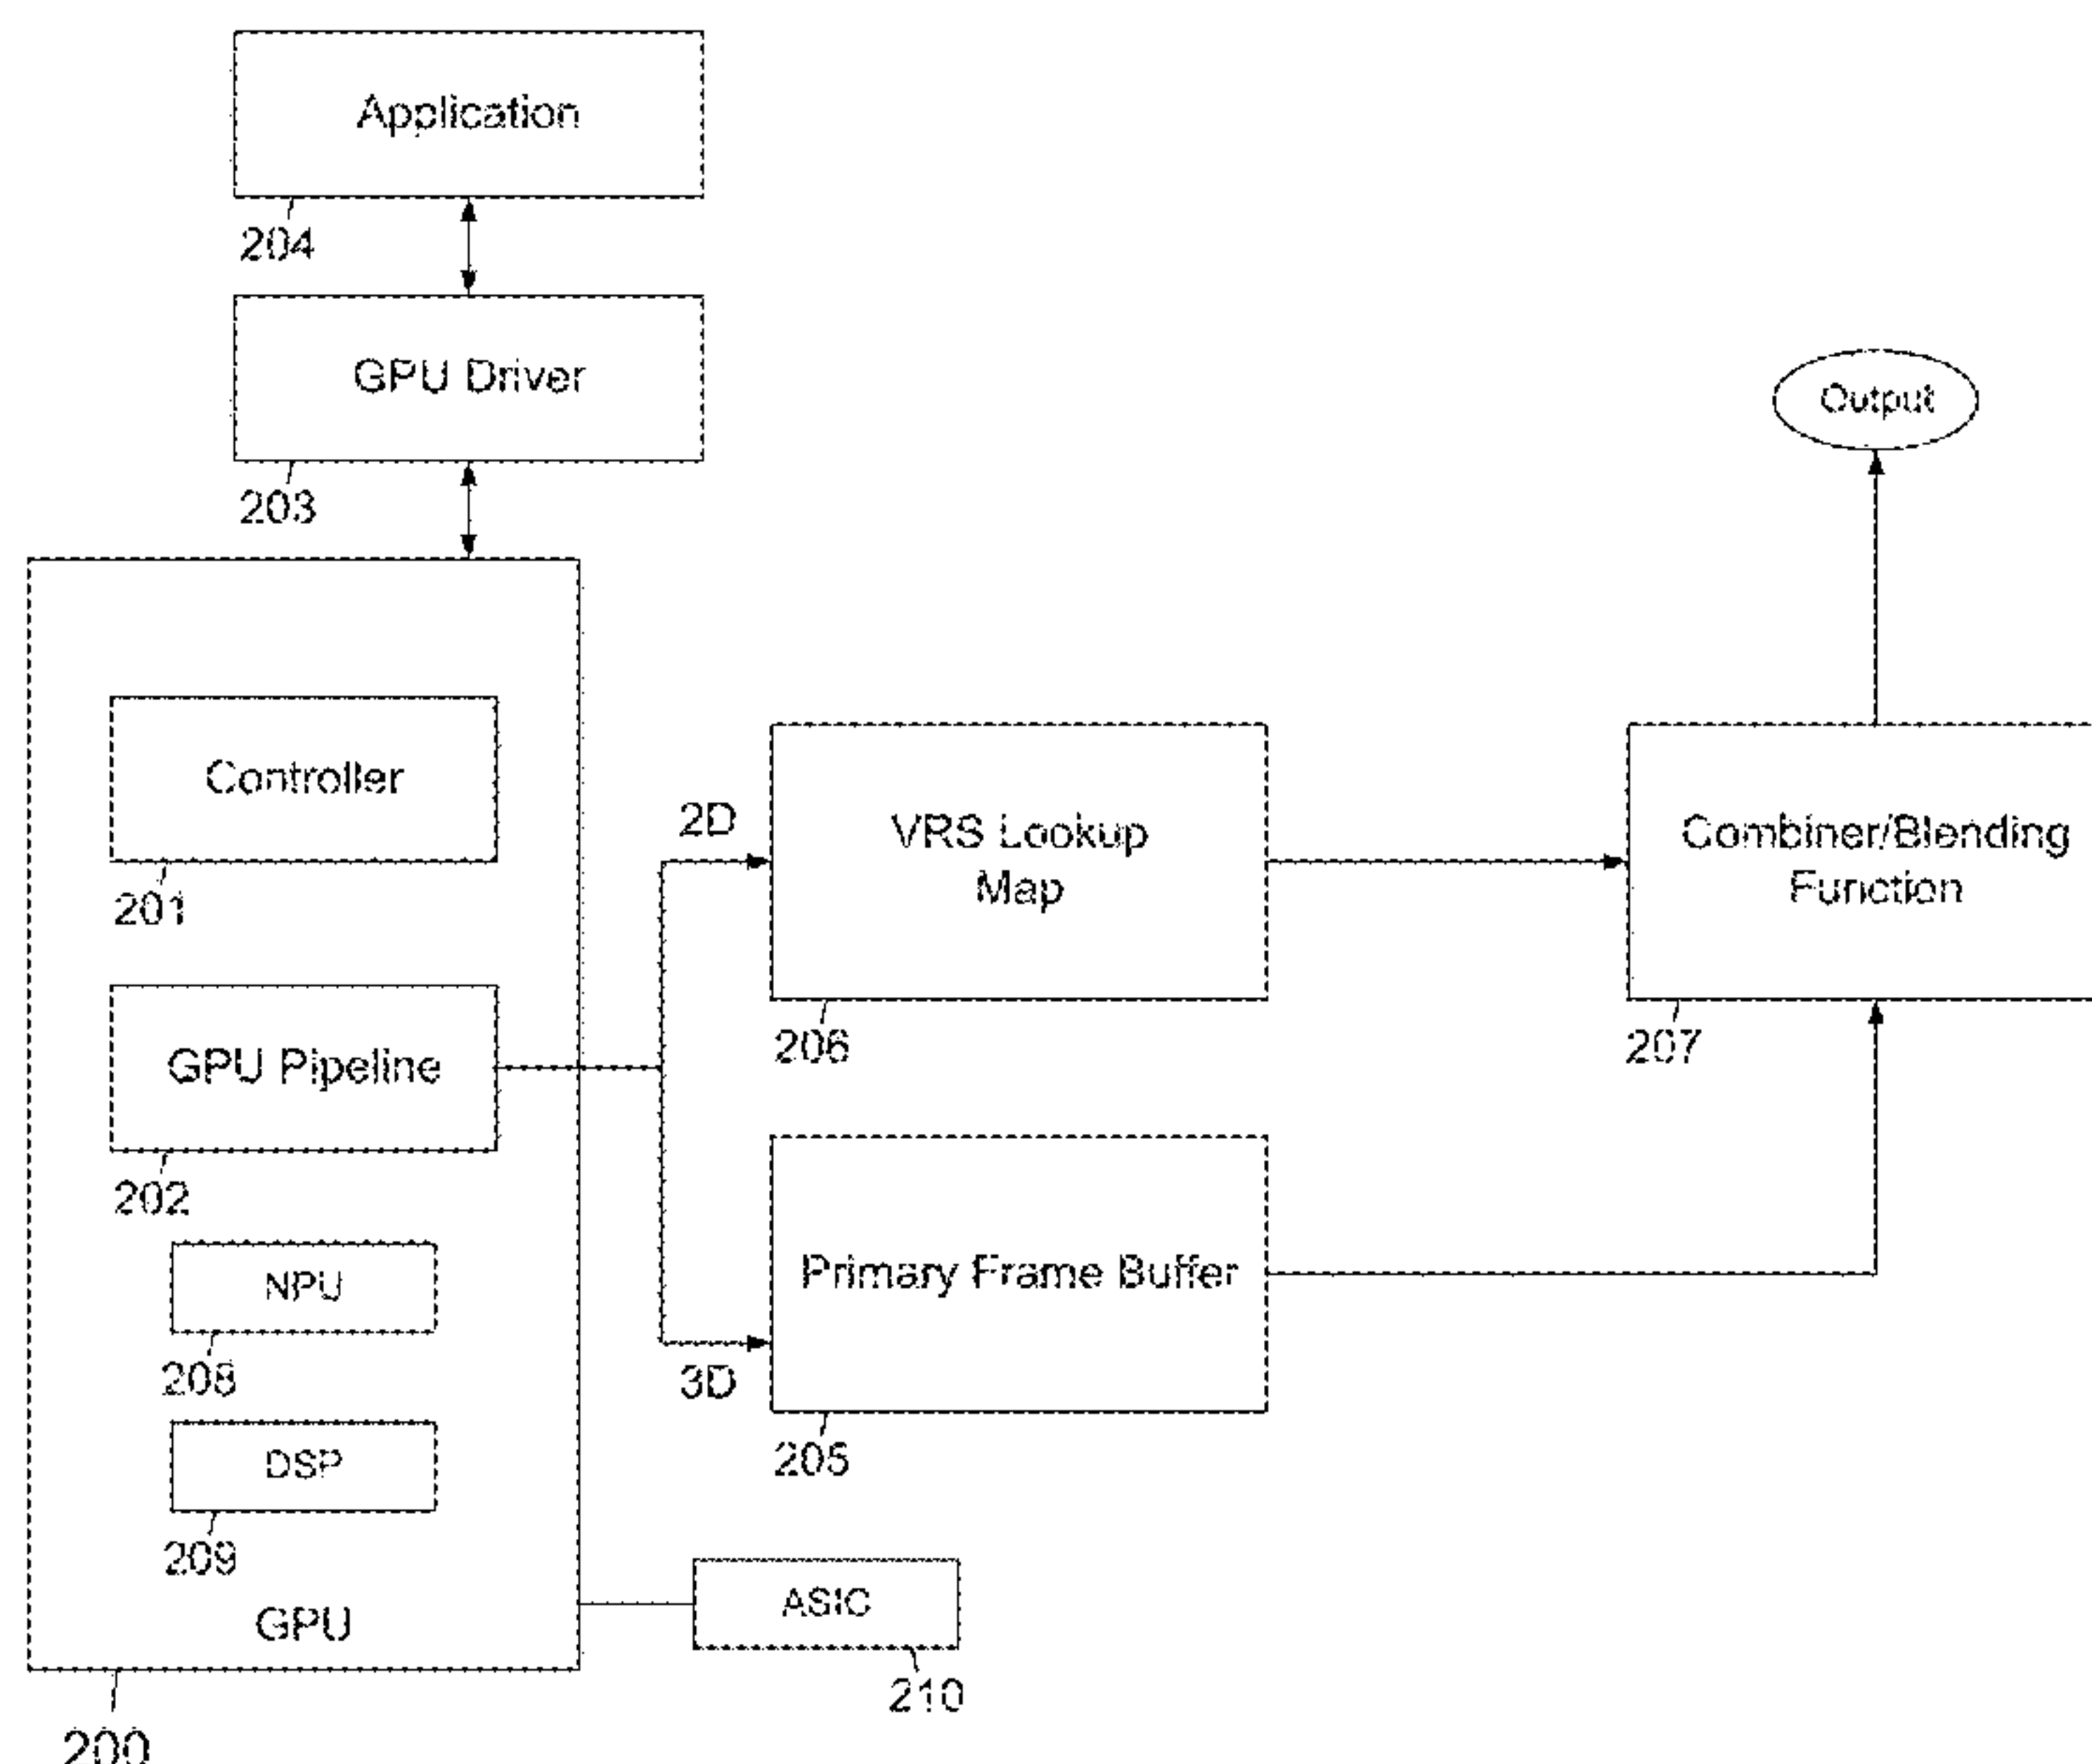 Application
204
GPU Driver
203
Output
Controller
201
2D
VRS Lookup
Map
206
Combiner/Blending
Function
207
GPU Pipeline
202
Primary Frame Buffer
3D
205
NPU
208
DSP
209
GPU
200
ASIC
210